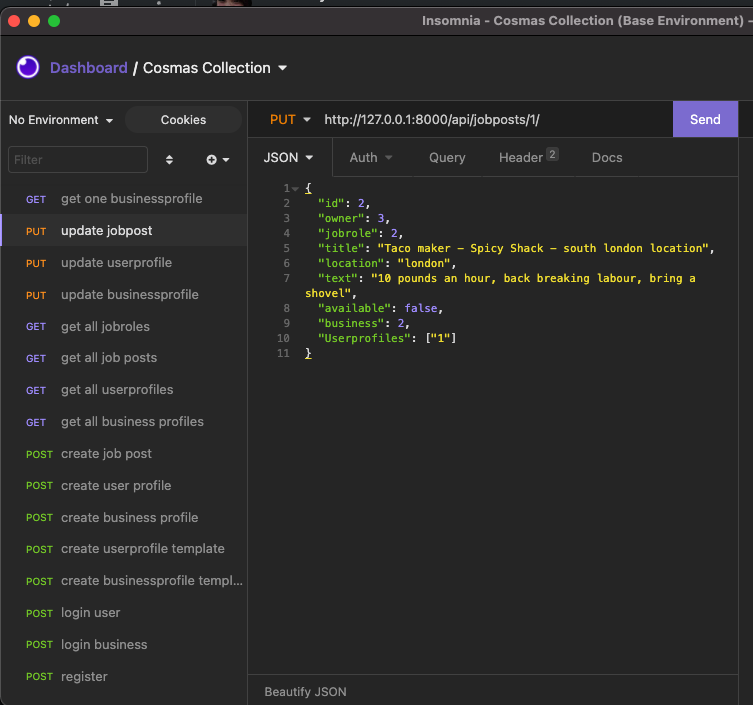 Insomnia - Cosmas Collection (Base Environment) -
Dashboard / Cosmas Collection
No Environment
Cookies
PUT http://127.0.0.1:8000/api/jobposts/1/
Send
Filter
JSON Auth Query Header 2 Docs
GET get one businessprofile
PUT update jobpost
PUT update userprofile
PUT update businessprofile
GET get all jobroles
GET get all job posts
GET get all userprofiles
GET get all business profiles
POST create job post
POST create user profile
POST create business profile
POST create userprofile template
POST create businessprofile templ...
POST login user
POST login business
POST register
1 {
2 "id": 2,
3 "owner": 3,
4 "jobrole": 2,
5 "title": "Taco maker – Spicy Shack – south london location",
6 "location": "london",
7 "text": "10 pounds an hour, back breaking labour, bring a
shovel",
8 "available": false,
9 "business": 2,
10 "Userprofiles": ["1"]
11 }
Beautify JSON